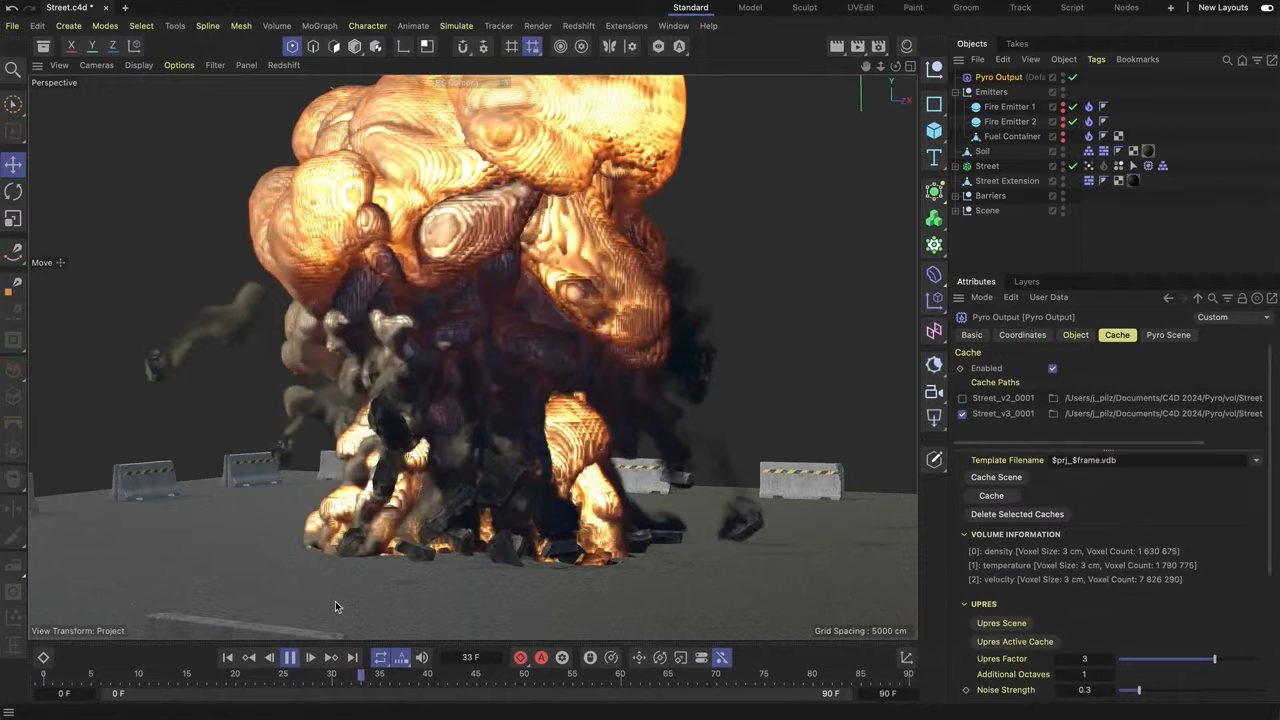 Street.c4d *
Standard
Model
Sculpt
UVEdit
Paint
Groom
Track
Script
Nodes
New Layouts
File
Edit
Create
Modes
Select
Tools
Spline
Mesh
Volume
MoGraph
Character
Animate
Simulate
Tracker
Render
Redshift
Extensions
Window
Help
X
Y
Z
Objects
Takes
File
Edit
View
Object
Tags
Bookmarks
View
Cameras
Display
Options
Filter
Panel
Redshift
Perspective
Y
Pyro Output
Emitters
Fire Emitter 1
Fire Emitter 2
Fuel Container
Soil
Street
Street Extension
Barriers
Scene
Move
Attributes
Layers
Mode
Edit
User Data
Pyro Output [Pyro Output]
Custom
Basic
Coordinates
Object
Cache
Pyro Scene
Cache
Enabled
Cache Paths
Street_v2_0001
/Users/j_pilz/Documents/C4D 2024/Pyro/vol/Street
Street_v3_0001
/Users/j_pilz/Documents/C4D 2024/Pyro/vol/Street
Template Filename
$prj_$frame.vdb
Cache Scene
Cache
Delete Selected Caches
VOLUME INFORMATION
[0]: density [Voxel Size: 3 cm, Voxel Count: 1 630 675]
[1]: temperature [Voxel Size: 3 cm, Voxel Count: 1 790 775]
[2]: velocity [Voxel Size: 3 cm, Voxel Count: 7 826 290]
UPRES
Upres Scene
Upres Active Cache
Upres Factor
3
Additional Octaves
1
Noise Strength
0.3
View Transform: Project
Grid Spacing : 5000 cm
33 F
0 5 10 15 20 25 30 35 40 45 50 55 60 65 70 75 80 85 90
0 F
0 F
90 F
90 F